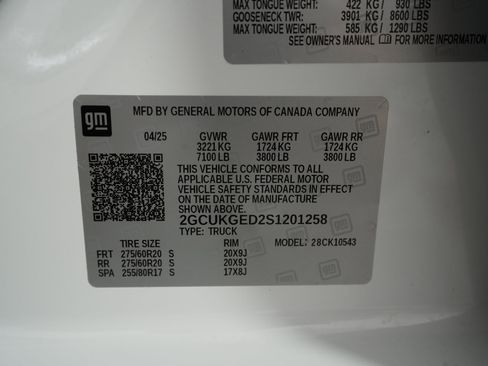 MAX TONGUE WEIGHT: 422 KG / 930 LBS
GOOSENECK TWR: 3901 KG / 8600 LBS
MAX TONGUE WEIGHT: 585 KG / 1290 LBS
SEE OWNER'S MANUAL FOR MORE INFORMATION
gm
MFD BY GENERAL MOTORS OF CANADA COMPANY
04/25 GVWR GAWR FRT GAWR RR
3221 KG 1724 KG 1724 KG
7100 LB 3800 LB 3800 LB
THIS VEHICLE CONFORMS TO ALL
APPLICABLE U.S. FEDERAL MOTOR
VEHICLE SAFETY STANDARDS IN EFFECT
ON THE DATE OF MANUFACTURE
SHOWN ABOVE.
2GCUKGED2S1201258
TYPE: TRUCK
TIRE SIZE RIM MODEL: 2SCK10543
FRT 275/60R20 S 20X9J
RR 275/60R20 S 20X9J
SPA 255/80R17 S 17X8J